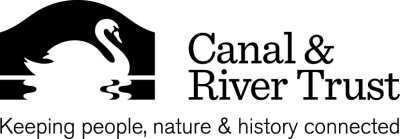 Canal &
River Trust
Keeping people, nature & history connected